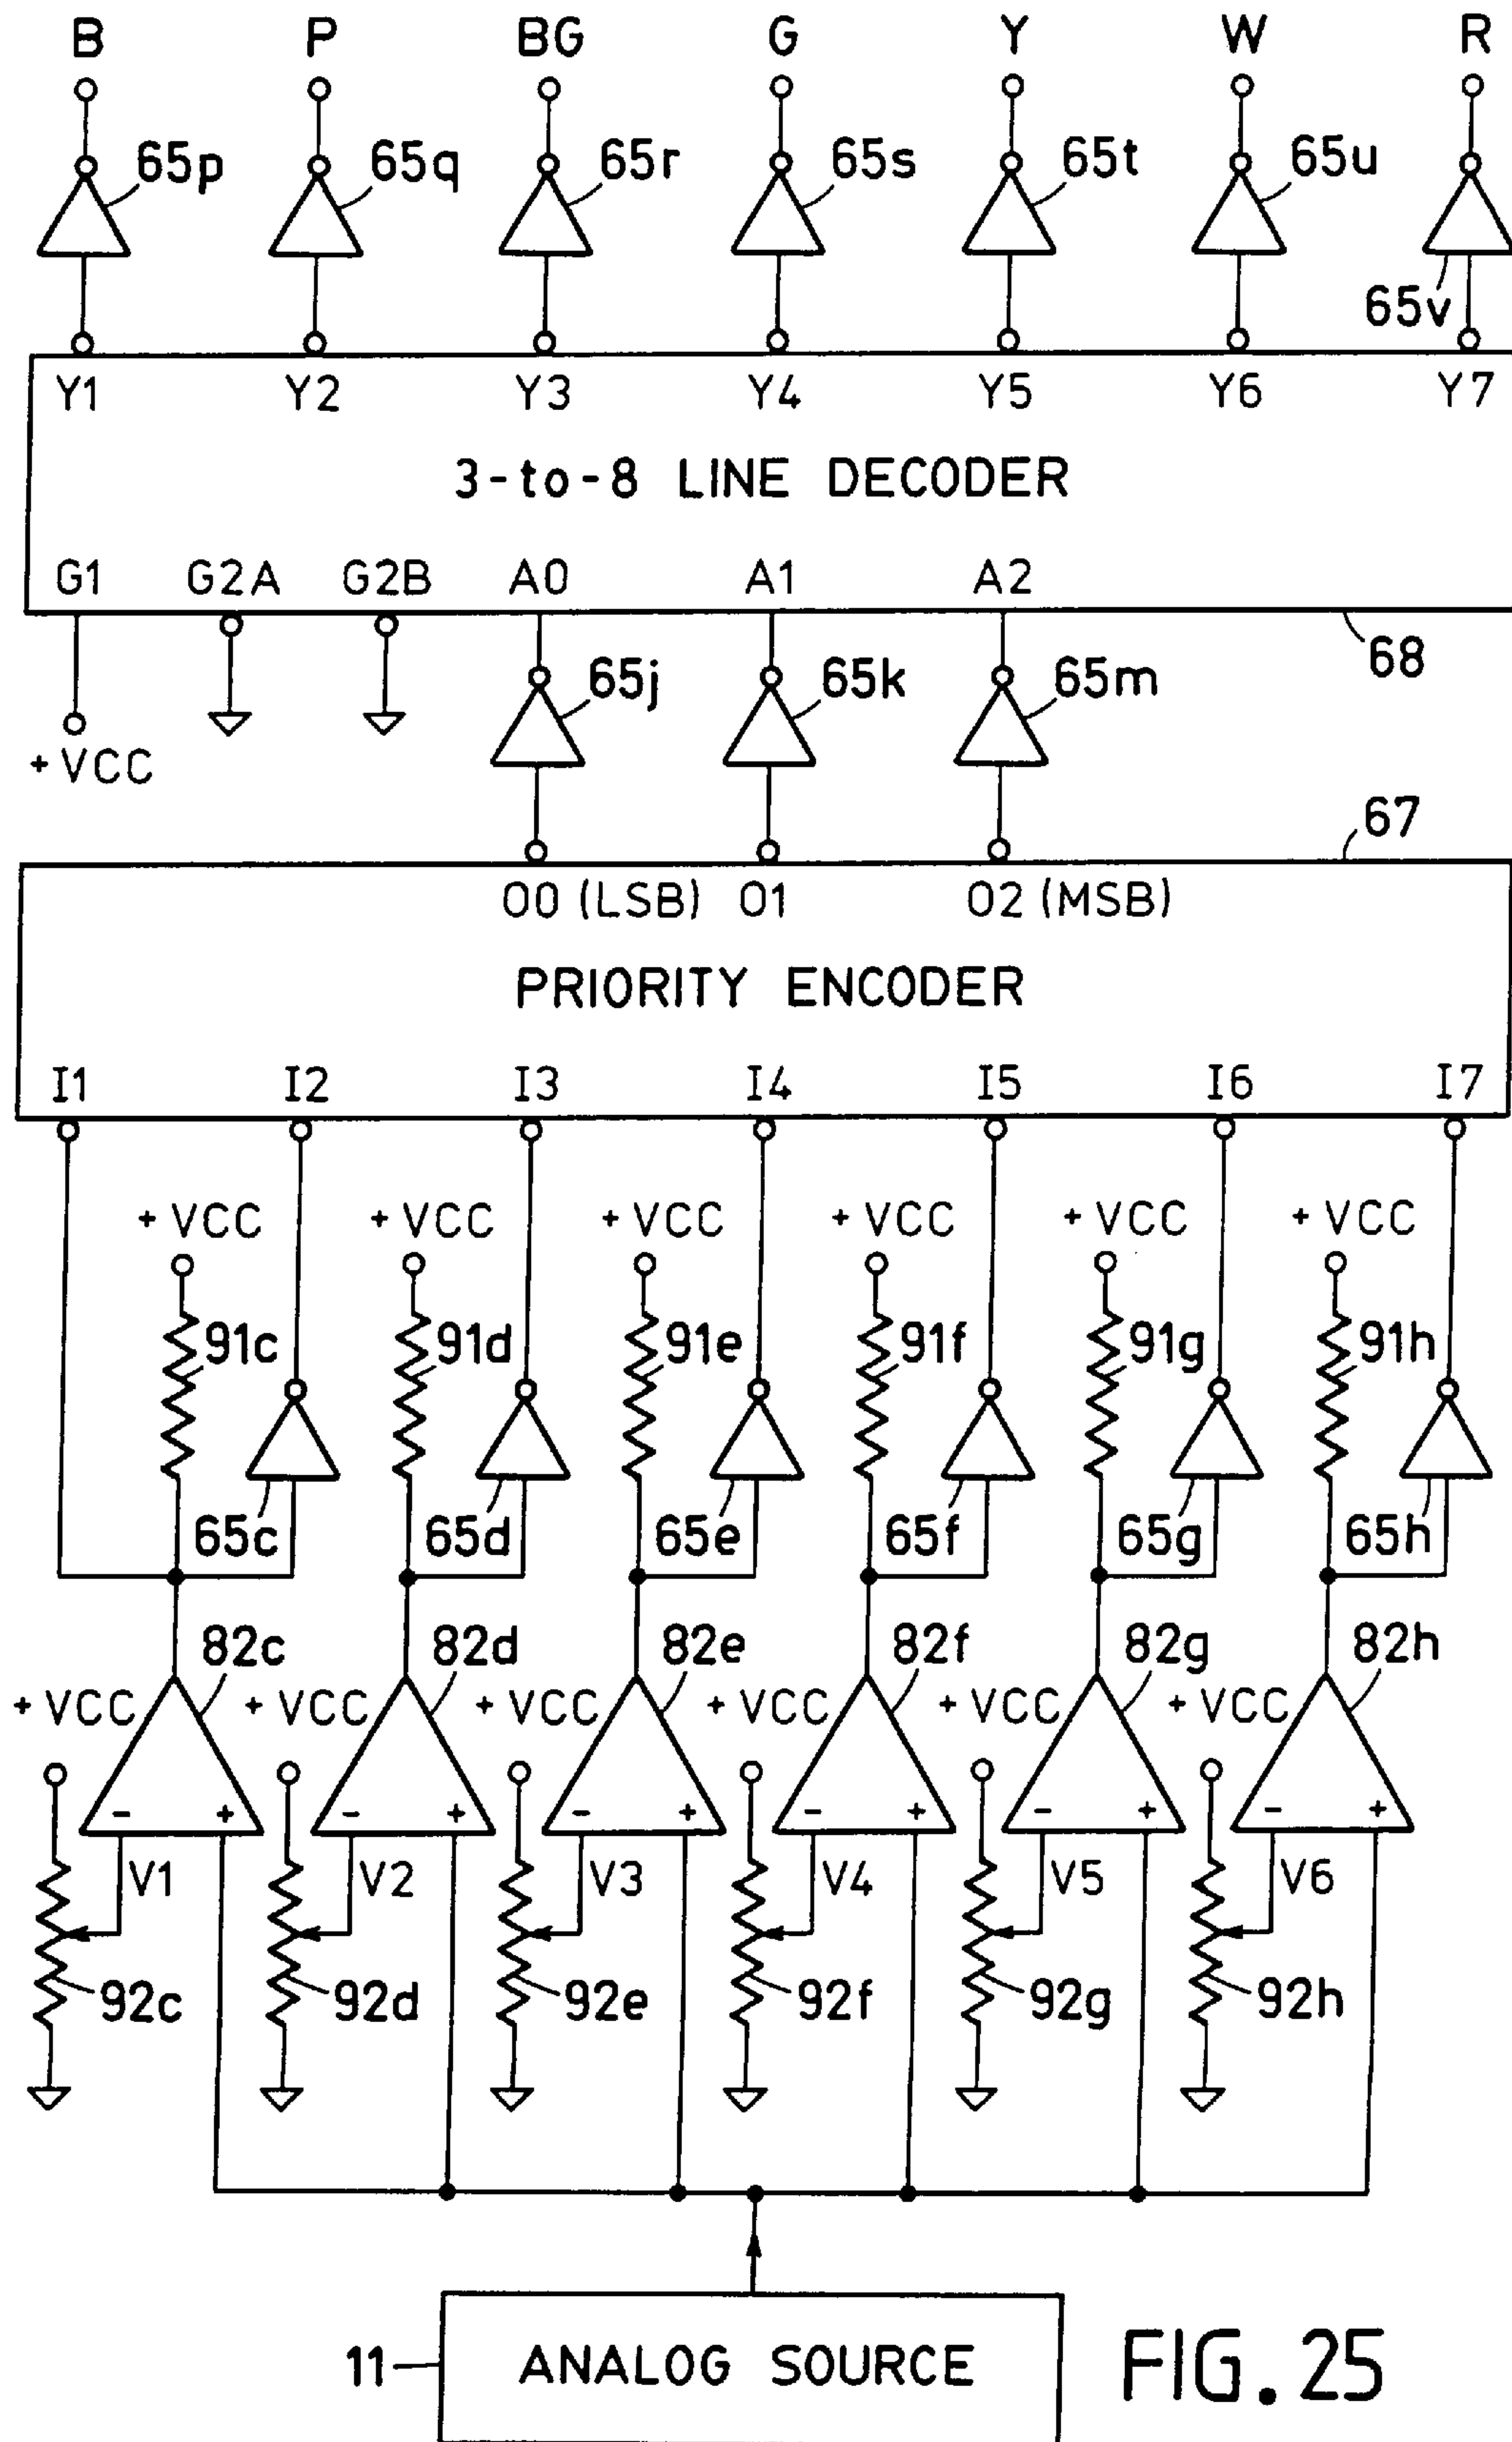 B P BG G Y W R
65p 65q 65r 65s 65t 65u
65v
Y1 Y2 Y3 Y4 Y5 Y6 Y7
3-to-8 LINE DECODER
G1 G2A G2B A0 A1 A2
68
65j 65k 65m
+VCC
67
O0 (LSB) O1 O2 (MSB)
PRIORITY ENCODER
I1 I2 I3 I4 I5 I6 I7
+VCC +VCC +VCC +VCC +VCC +VCC
91c 91d 91e 91f 91g 91h
65c 65d 65e 65f 65g 65h
82c 82d 82e 82f 82g 82h
+VCC +VCC +VCC +VCC +VCC +VCC
- + - + - + - + - + - +
V1 V2 V3 V4 V5 V6
92c 92d 92e 92f 92g 92h
11 ANALOG SOURCE
FIG. 25